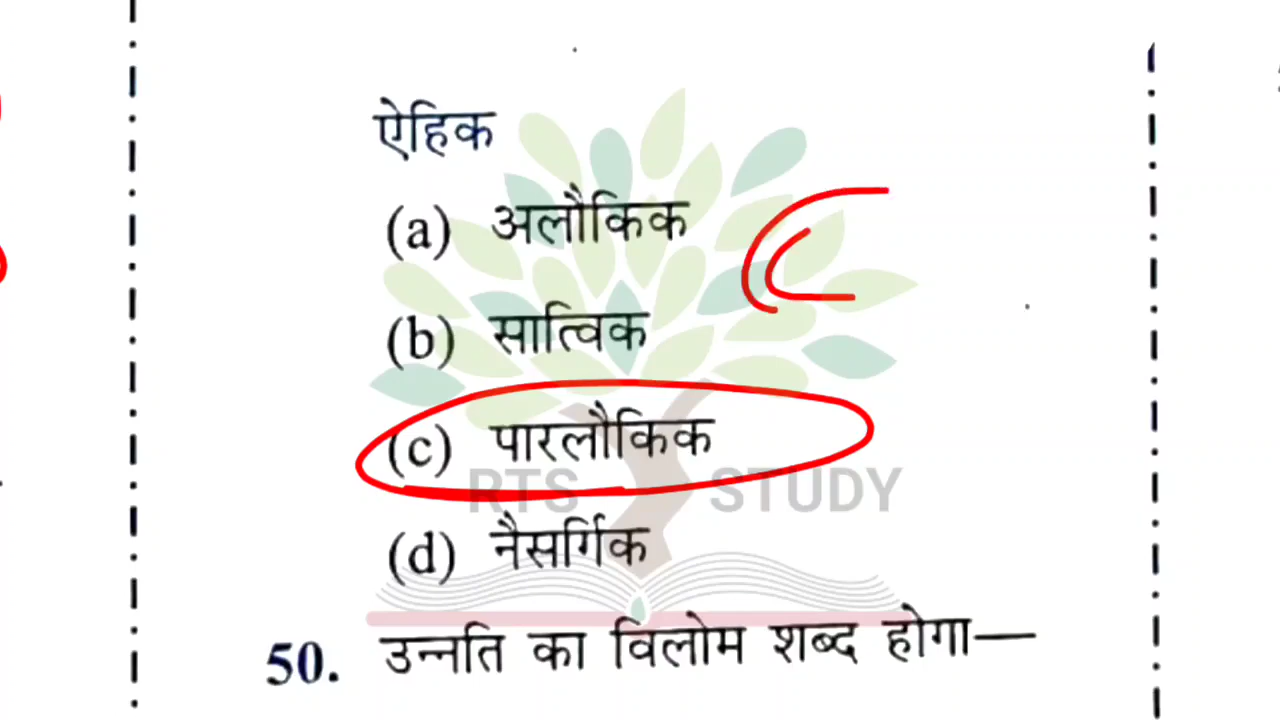 ऐहिक
(a) अलौकिक
(b) सात्विक
(c) पारलौकिक
RTS STUDY
(d) नैसर्गिक
50. उन्नति का विलोम शब्द होगा—